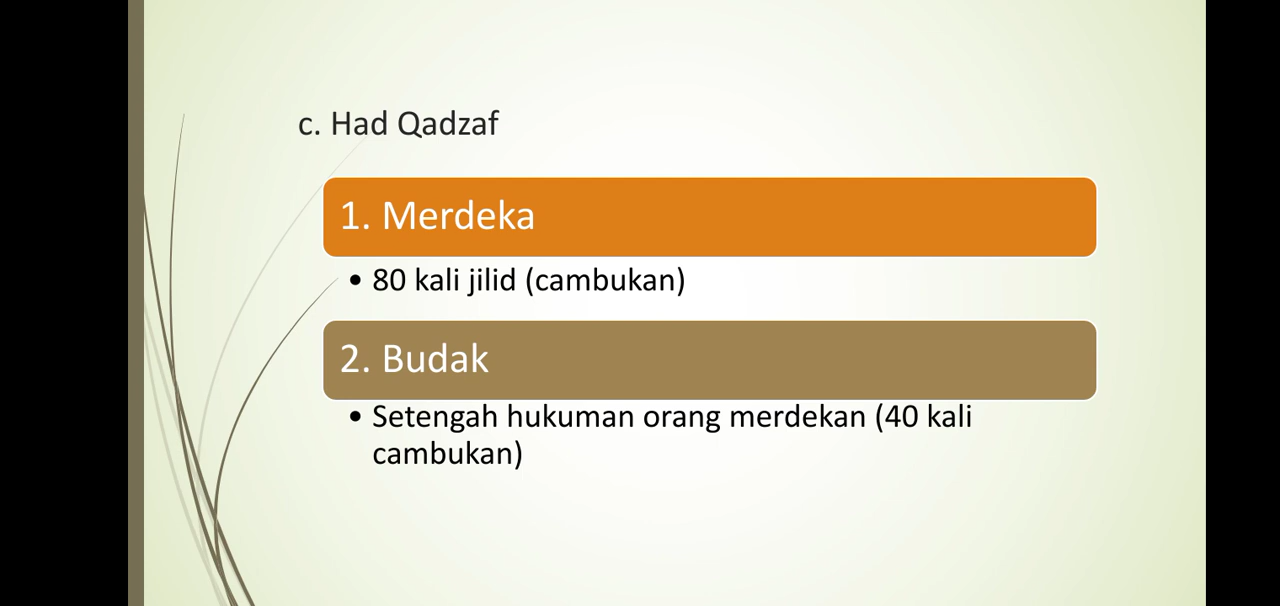 c. Had Qadzaf
1. Merdeka
• 80 kali jilid (cambukan)
2. Budak
• Setengah hukuman orang merdekan (40 kali
cambukan)